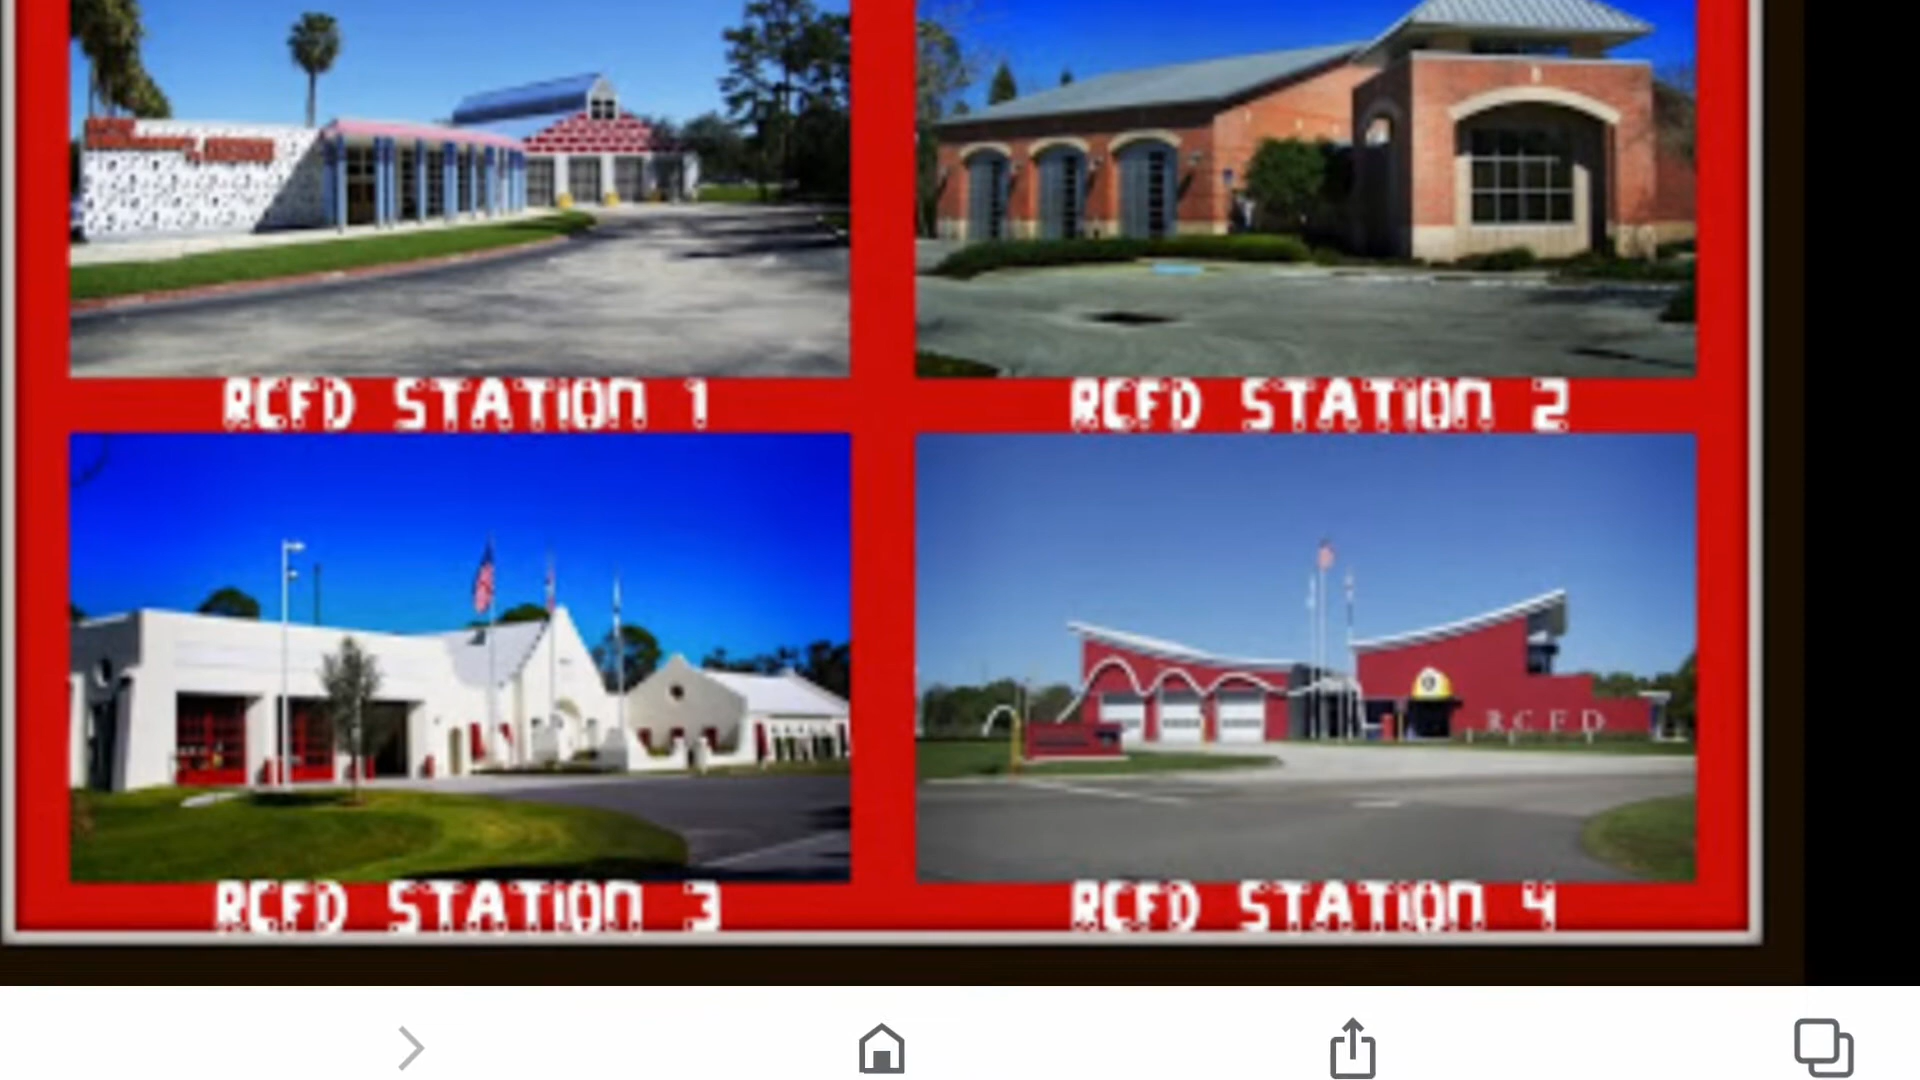 RCFD STATION 1
RCFD STATION 2
RCFD
RCFD STATION 3
RCFD STATION 4